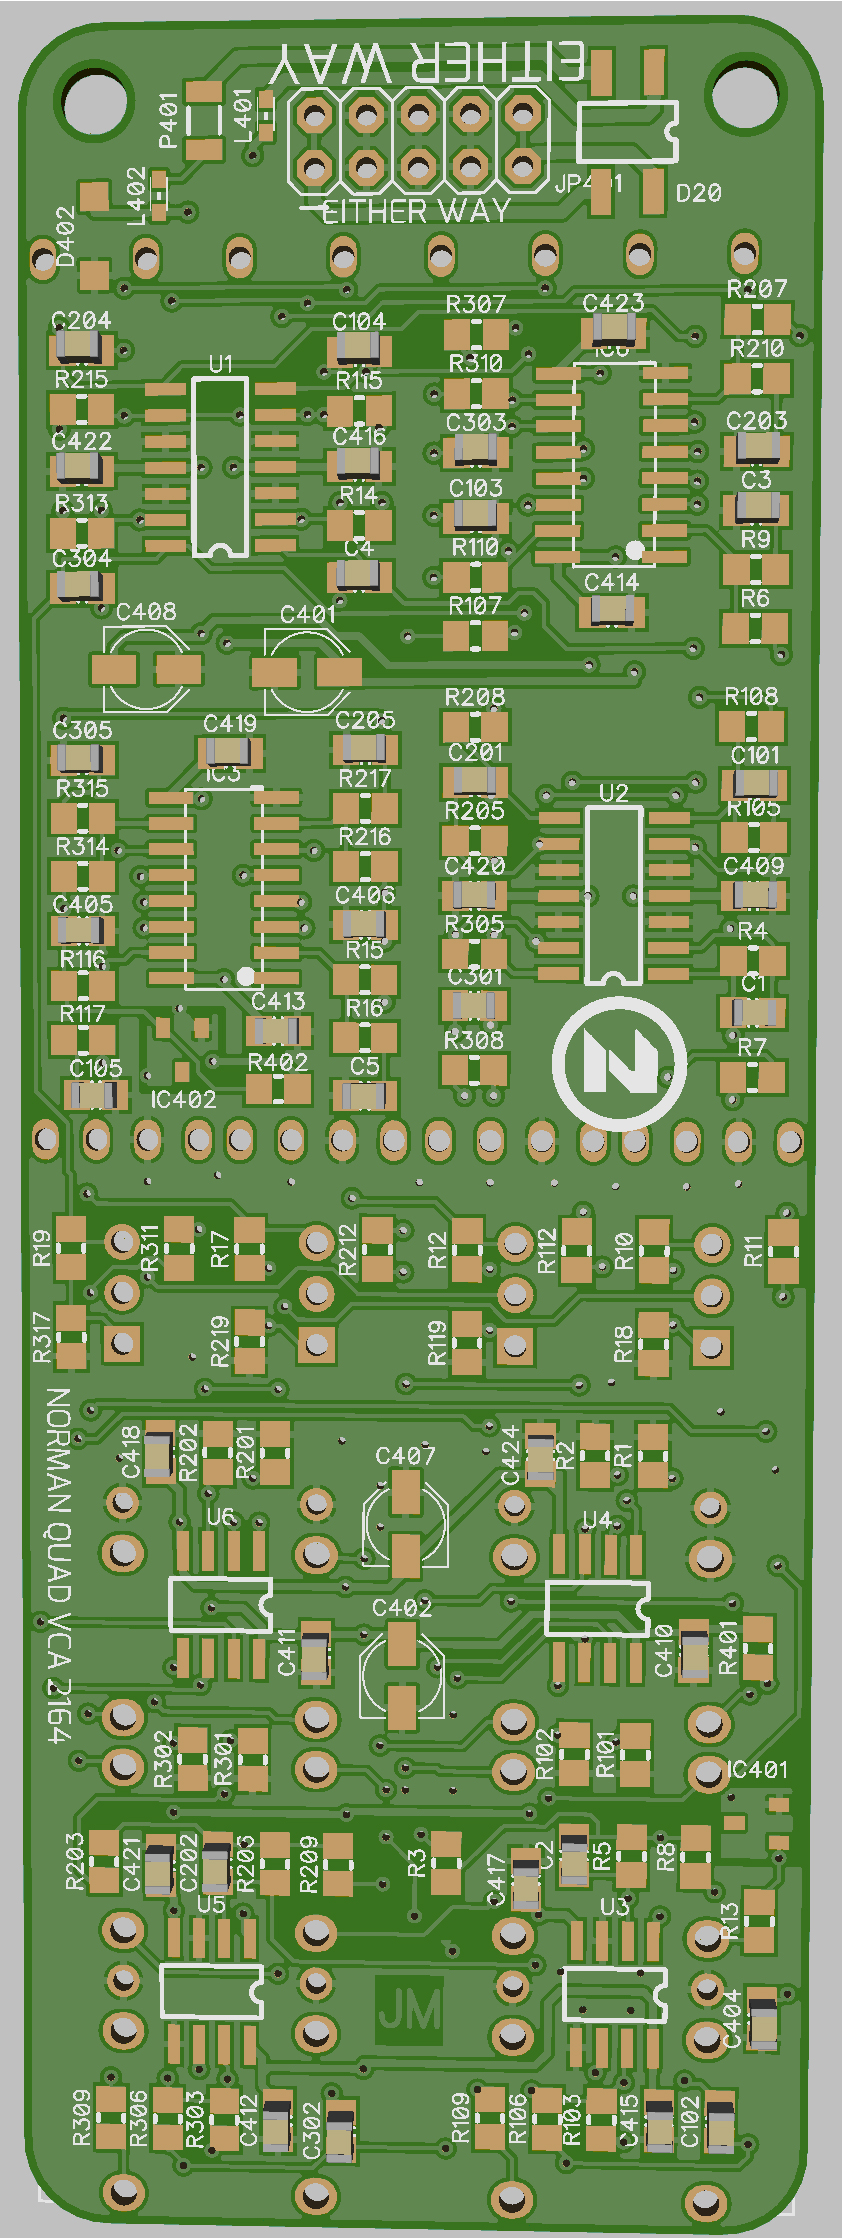 EITHER WAY
P401
L401
L402
D402
JP401
D20
EITHER WAY
R207
R307
C423
C204
C104
U1
R310
IC6
R210
R215
R115
C422
C416
C303
C203
R313
R14
C103
C3
C304
C4
R110
R9
C414
R6
C408
C401
R107
R208
R108
C305
C419
C205
IC3
R315
R217
C201
C101
U2
R314
R216
R205
R105
C405
C406
C420
C409
R116
R15
R305
R4
R117
C413
R16
C301
C1
C105
R402
C5
R308
R7
IC402
R19
R311
R17
R212
R12
R112
R10
R11
R317
R219
R119
R18
NORMAN QUAD VCA 2164
C418
R202
R201
C407
C424
R2
R1
U6
U4
C402
C411
C410
R401
R302
R301
R102
R101
IC401
R203
C421
C202
R206
R209
R3
C417
C2
R5
R8
U5
U3
R13
JM
C404
R309
R306
R303
C412
C302
R109
R106
R103
C415
C102